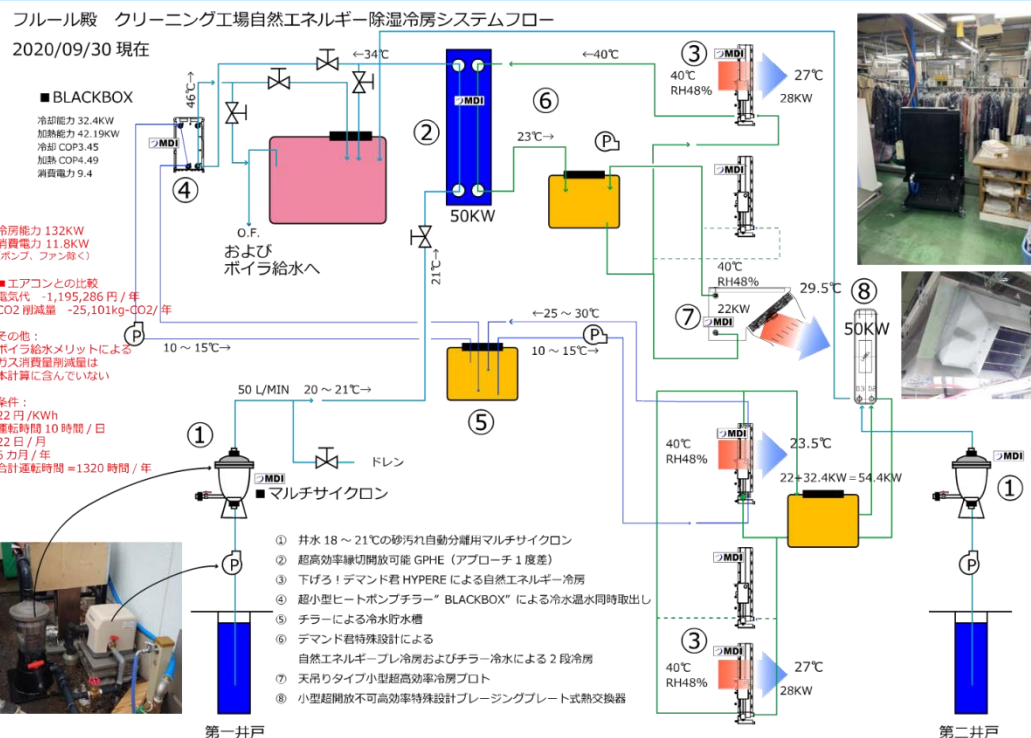 フルール殿　クリーニング工場自然エネルギー除湿冷房システムフロー
2020/09/30 現在
■ BLACKBOX
冷却能力 32.4KW
加熱能力 42.19KW
冷却 COP3.45
加熱 COP4.49
消費電力 9.4
46℃→
MDI
④
←34℃
②
50KW
←40℃
⑥
23℃→
P
③
MDI
40℃
RH48%
27℃
28KW
MDI
O.F.
および
ボイラ給水へ
21℃→
冷房能力 132KW
消費電力 11.8KW
ポンプ、ファン除く）
■エアコンとの比較
電気代　-1,195,286 円 / 年
CO2 削減量　-25,101kg-CO2/ 年
その他：
ボイラ給水メリットによる
ガス消費量削減量は
本計算に含んでいない
条件：
22 円 /KWh
運転時間 10 時間 / 日
22 日 / 月
6 カ月 / 年
合計運転時間 =1320 時間 / 年
P
10 ～ 15℃→
←25 ～ 30℃
P
10 ～ 15℃→
⑤
40℃
RH48%
22KW
⑦
MDI
29.5℃
⑧
50KW
50 L/MIN
20 ～ 21℃→
①
ドレン
MDI
■ マルチサイクロン
P
40℃
RH48%
MDI
23.5℃
22+32.4KW＝54.4KW
MDI
①
P
③
MDI
40℃
RH48%
27℃
28KW
①　井水 18 ～ 21℃の砂汚れ自動分離用マルチサイクロン
②　超高効率縁切開放可能 GPHE（アプローチ 1 度差）
③　下げろ！デマンド君 HYPERE による自然エネルギー冷房
④　超小型ヒートポンプチラー” BLACKBOX” による冷水温水同時取出し
⑤　チラーによる冷水貯水槽
⑥　デマンド君特殊設計による
自然エネルギープレ冷房およびチラー冷水による 2 段冷房
⑦　天吊りタイプ小型超高効率冷房プロト
⑧　小型超開放不可高効率特殊設計ブレージングプレート式熱交換器
第一井戸
第二井戸